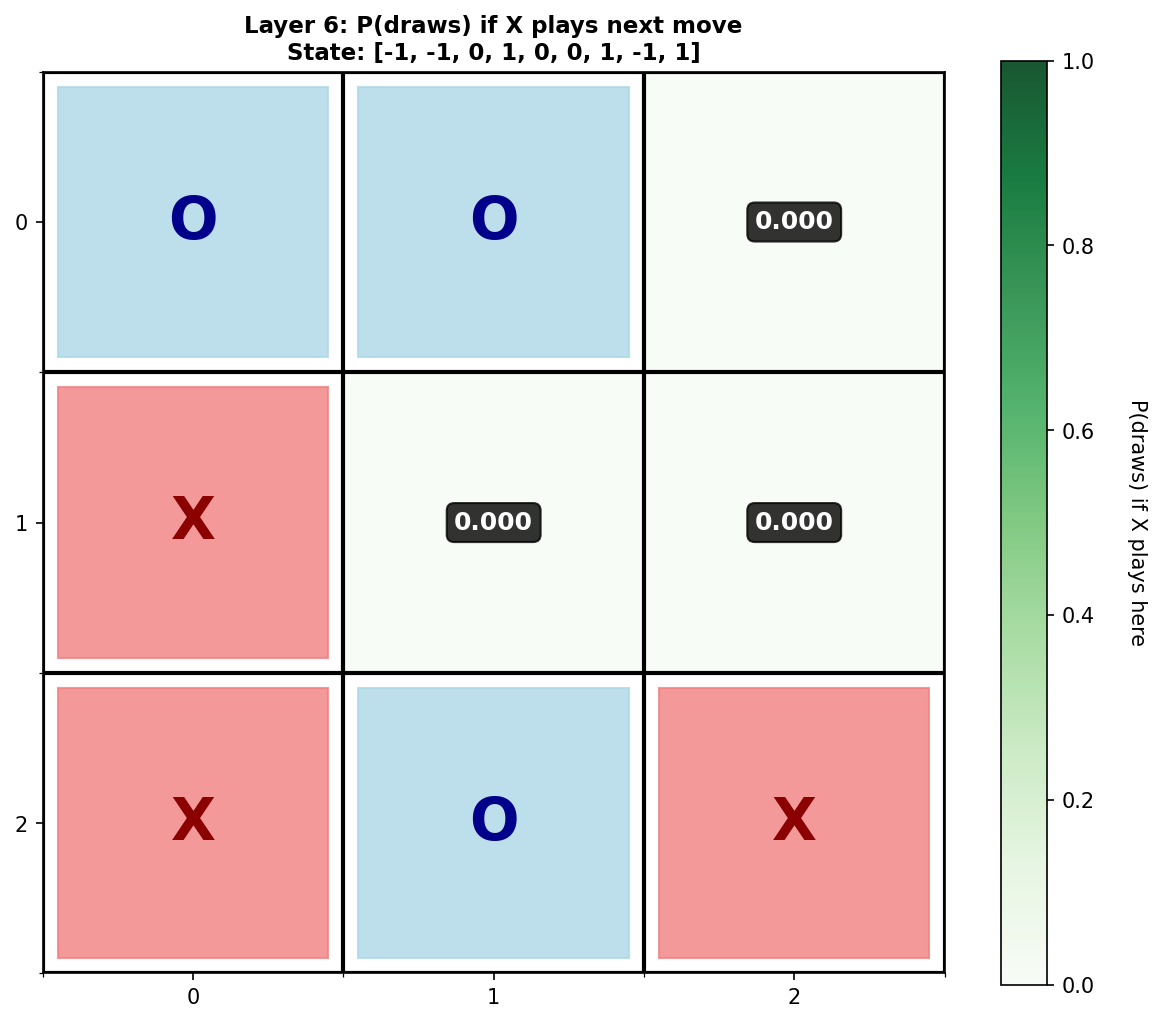 Layer 6: P(draws) if X plays next move
State: [-1, -1, 0, 1, 0, 0, 1, -1, 1]
O O 0.000
X 0.000 0.000
X O X
0
1
2
0 1 2
1.0
0.8
0.6
0.4
0.2
0.0
P(draws) if X plays here